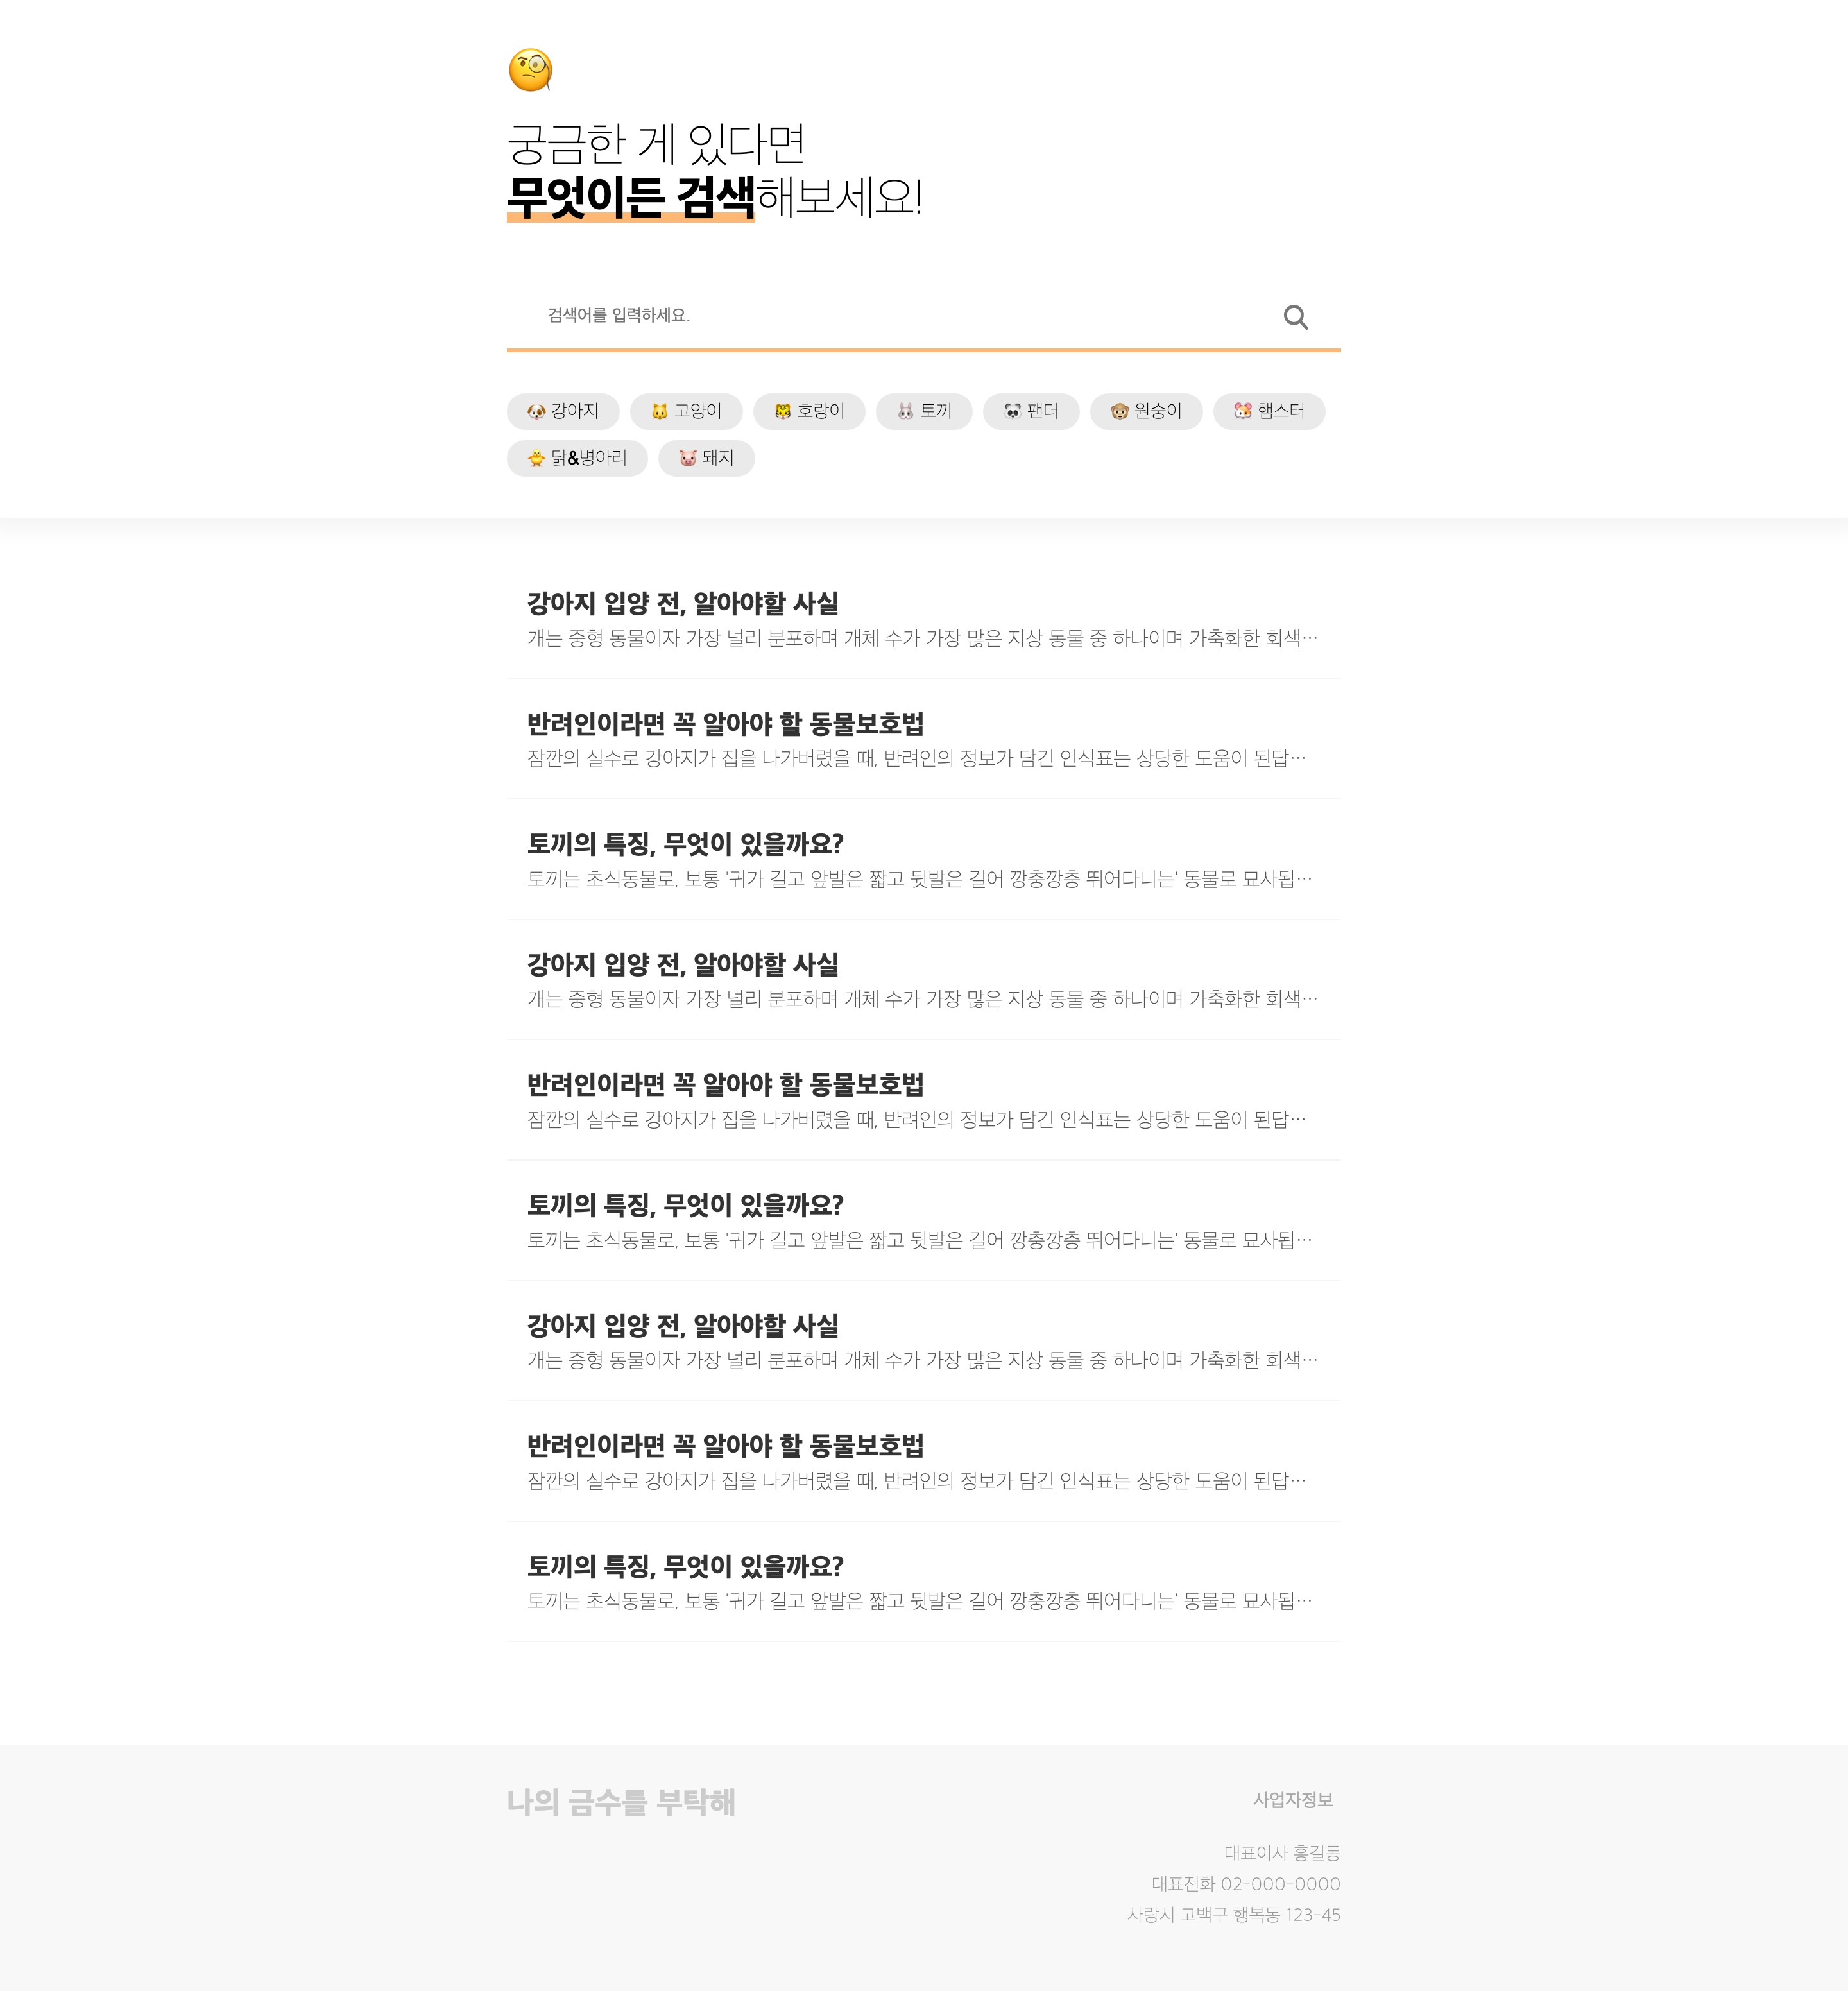 궁금한 게 있다면
무엇이든 검색해보세요!
검색어를 입력하세요.
강아지
고양이
호랑이
토끼
팬더
원숭이
햄스터
닭&병아리
돼지
강아지 입양 전, 알아야할 사실
개는 중형 동물이자 가장 널리 분포하며 개체 수가 가장 많은 지상 동물 중 하나이며 가축화한 회색…
반려인이라면 꼭 알아야 할 동물보호법
잠깐의 실수로 강아지가 집을 나가버렸을 때, 반려인의 정보가 담긴 인식표는 상당한 도움이 된답…
토끼의 특징, 무엇이 있을까요?
토끼는 초식동물로, 보통 '귀가 길고 앞발은 짧고 뒷발은 길어 깡충깡충 뛰어다니는' 동물로 묘사됩…
강아지 입양 전, 알아야할 사실
개는 중형 동물이자 가장 널리 분포하며 개체 수가 가장 많은 지상 동물 중 하나이며 가축화한 회색…
반려인이라면 꼭 알아야 할 동물보호법
잠깐의 실수로 강아지가 집을 나가버렸을 때, 반려인의 정보가 담긴 인식표는 상당한 도움이 된답…
토끼의 특징, 무엇이 있을까요?
토끼는 초식동물로, 보통 '귀가 길고 앞발은 짧고 뒷발은 길어 깡충깡충 뛰어다니는' 동물로 묘사됩…
강아지 입양 전, 알아야할 사실
개는 중형 동물이자 가장 널리 분포하며 개체 수가 가장 많은 지상 동물 중 하나이며 가축화한 회색…
반려인이라면 꼭 알아야 할 동물보호법
잠깐의 실수로 강아지가 집을 나가버렸을 때, 반려인의 정보가 담긴 인식표는 상당한 도움이 된답…
토끼의 특징, 무엇이 있을까요?
토끼는 초식동물로, 보통 '귀가 길고 앞발은 짧고 뒷발은 길어 깡충깡충 뛰어다니는' 동물로 묘사됩…
나의 금수를 부탁해
사업자정보
대표이사 홍길동
대표전화 02-000-0000
사랑시 고백구 행복동 123-45